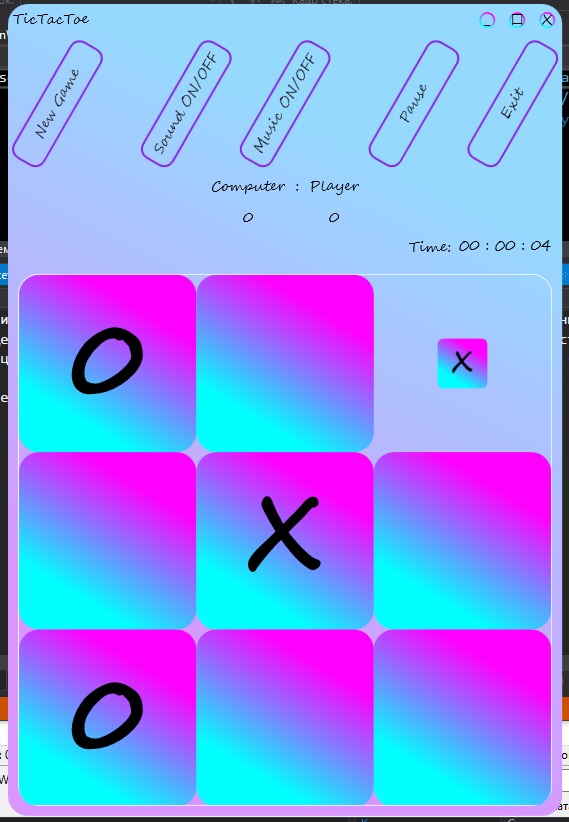 TicTacToe
New Game
Sound ON/OFF
Music ON/OFF
Pause
Exit
Computer : Player
0 0
Time: 00 : 00 : 04
O X
X
O